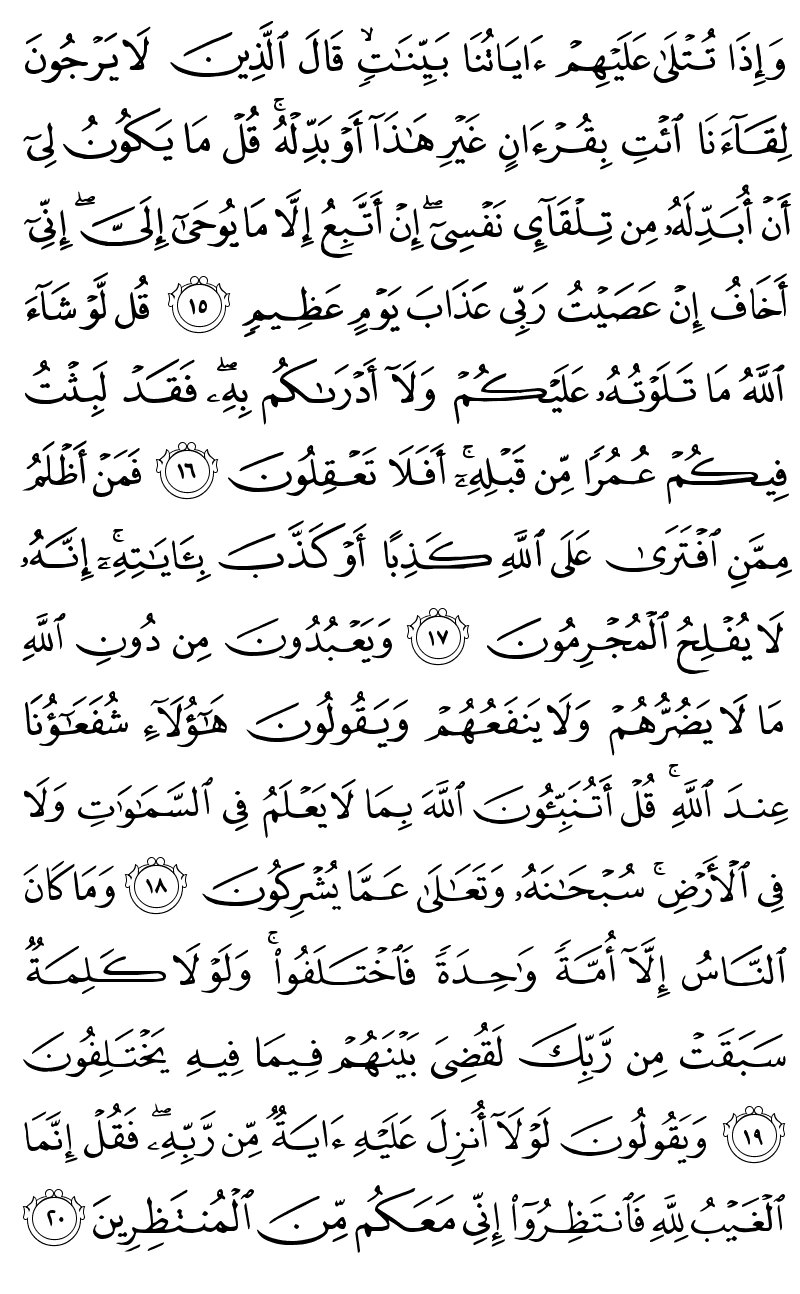 وَإِذَا تُتْلَىٰ عَلَيْهِمْ ءَايَاتُنَا بَيِّنَٰتٍۙ قَالَ ٱلَّذِينَ لَا يَرْجُونَ
لِقَآءَنَا ٱئْتِ بِقُرْءَانٍ غَيْرِ هَٰذَآ أَوْ بَدِّلْهُۚ قُلْ مَا يَكُونُ لِىٓ
أَنْ أُبَدِّلَهُۥ مِن تِلْقَآئِ نَفْسِىٓۖ إِنْ أَتَّبِعُ إِلَّا مَا يُوحَىٰٓ إِلَىَّۖ إِنِّىٓ
أَخَافُ إِنْ عَصَيْتُ رَبِّى عَذَابَ يَوْمٍ عَظِيمٍ ١٥ قُل لَّوْ شَآءَ
ٱللَّهُ مَا تَلَوْتُهُۥ عَلَيْكُمْ وَلَآ أَدْرَىٰكُم بِهِۦۖ فَقَدْ لَبِثْتُ
فِيكُمْ عُمُرًا مِّن قَبْلِهِۦٓۚ أَفَلَا تَعْقِلُونَ ١٦ فَمَنْ أَظْلَمُ
مِمَّنِ ٱفْتَرَىٰ عَلَى ٱللَّهِ كَذِبًا أَوْ كَذَّبَ بِـَٔايَٰتِهِۦٓۚ إِنَّهُۥ
لَا يُفْلِحُ ٱلْمُجْرِمُونَ ١٧ وَيَعْبُدُونَ مِن دُونِ ٱللَّهِ
مَا لَا يَضُرُّهُمْ وَلَا يَنفَعُهُمْ وَيَقُولُونَ هَٰٓؤُلَآءِ شُفَعَٰٓؤُنَا
عِندَ ٱللَّهِۚ قُلْ أَتُنَبِّـُٔونَ ٱللَّهَ بِمَا لَا يَعْلَمُ فِى ٱلسَّمَٰوَٰتِ وَلَا
فِى ٱلْأَرْضِۚ سُبْحَٰنَهُۥ وَتَعَٰلَىٰ عَمَّا يُشْرِكُونَ ١٨ وَمَا كَانَ
ٱلنَّاسُ إِلَّآ أُمَّةً وَٰحِدَةً فَٱخْتَلَفُوا۟ۚ وَلَوْلَا كَلِمَةٌ
سَبَقَتْ مِن رَّبِّكَ لَقُضِىَ بَيْنَهُمْ فِيمَا فِيهِ يَخْتَلِفُونَ
١٩ وَيَقُولُونَ لَوْلَآ أُنزِلَ عَلَيْهِ ءَايَةٌ مِّن رَّبِّهِۦۖ فَقُلْ إِنَّمَا
ٱلْغَيْبُ لِلَّهِ فَٱنتَظِرُوٓا۟ إِنِّى مَعَكُم مِّنَ ٱلْمُنتَظِرِينَ ٢٠